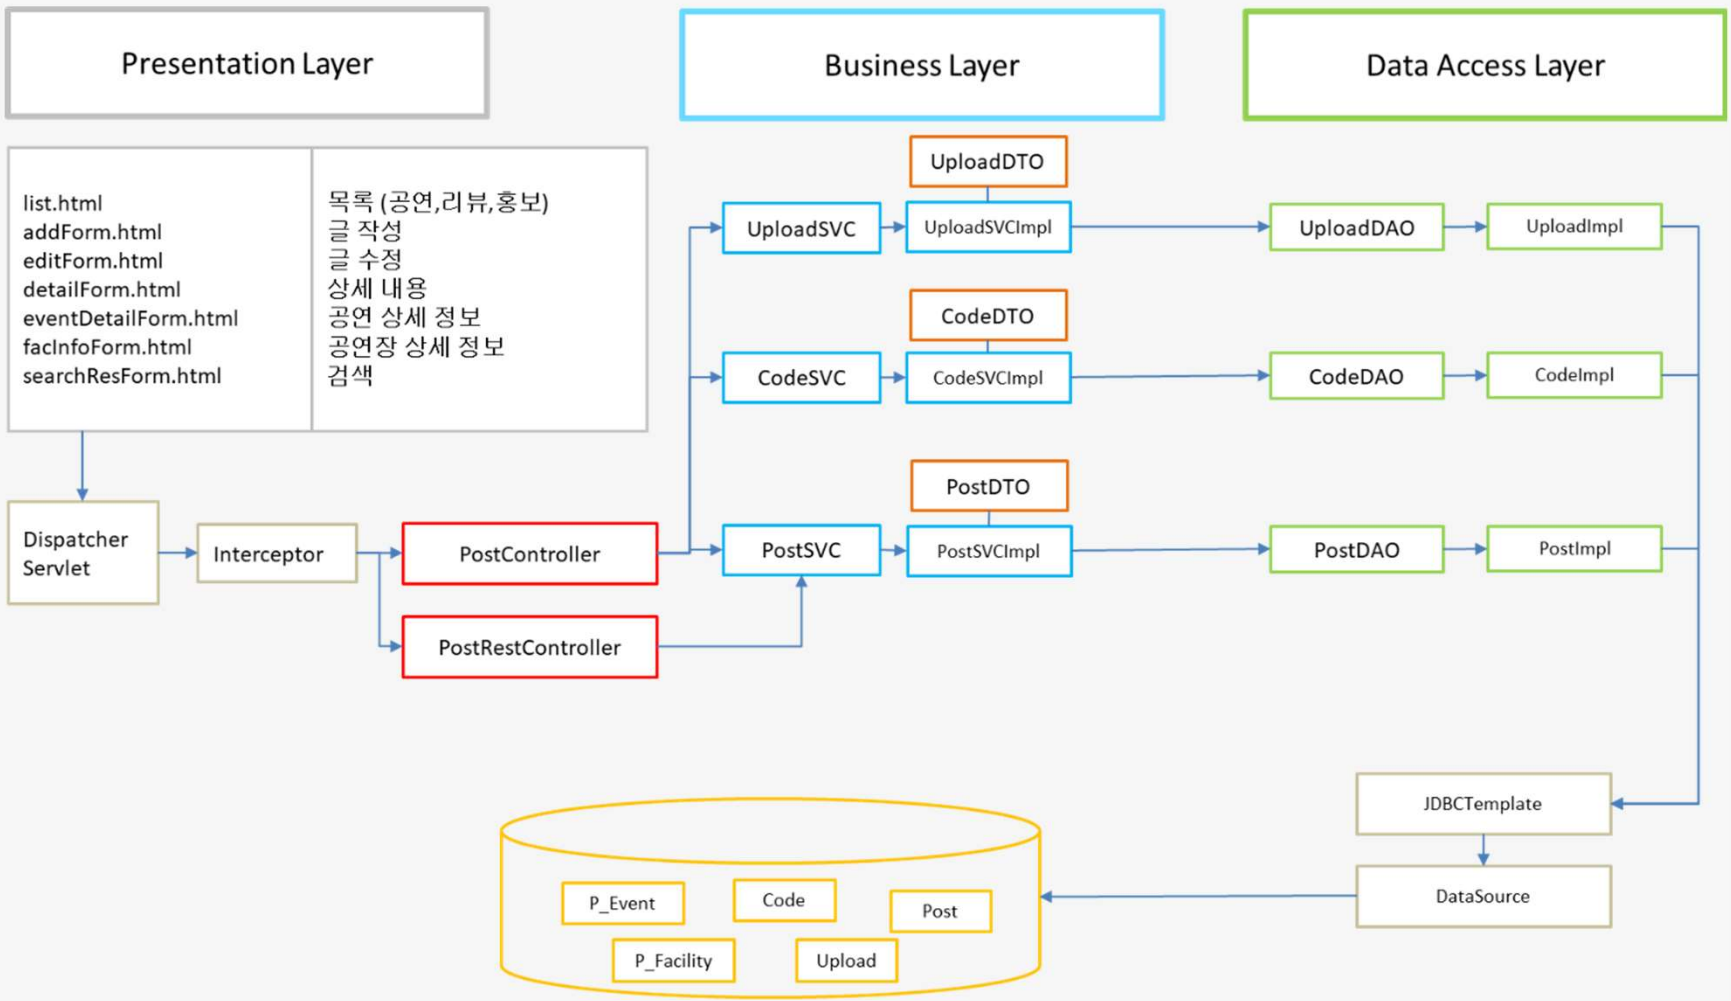 Presentation Layer
Business Layer
Data Access Layer
list.html
addForm.html
editForm.html
detailForm.html
eventDetailForm.html
facInfoForm.html
searchResForm.html
목록 (공연,리뷰,홍보)
글 작성
글 수정
상세 내용
공연 상세 정보
공연장 상세 정보
검색
UploadDTO
UploadSVC
UploadSVCImpl
UploadDAO
UploadImpl
CodeDTO
CodeSVC
CodeSVCImpl
CodeDAO
CodeImpl
PostDTO
Dispatcher
Servlet
Interceptor
PostController
PostSVC
PostSVCImpl
PostDAO
PostImpl
PostRestController
JDBCTemplate
DataSource
P_Event
Code
Post
P_Facility
Upload